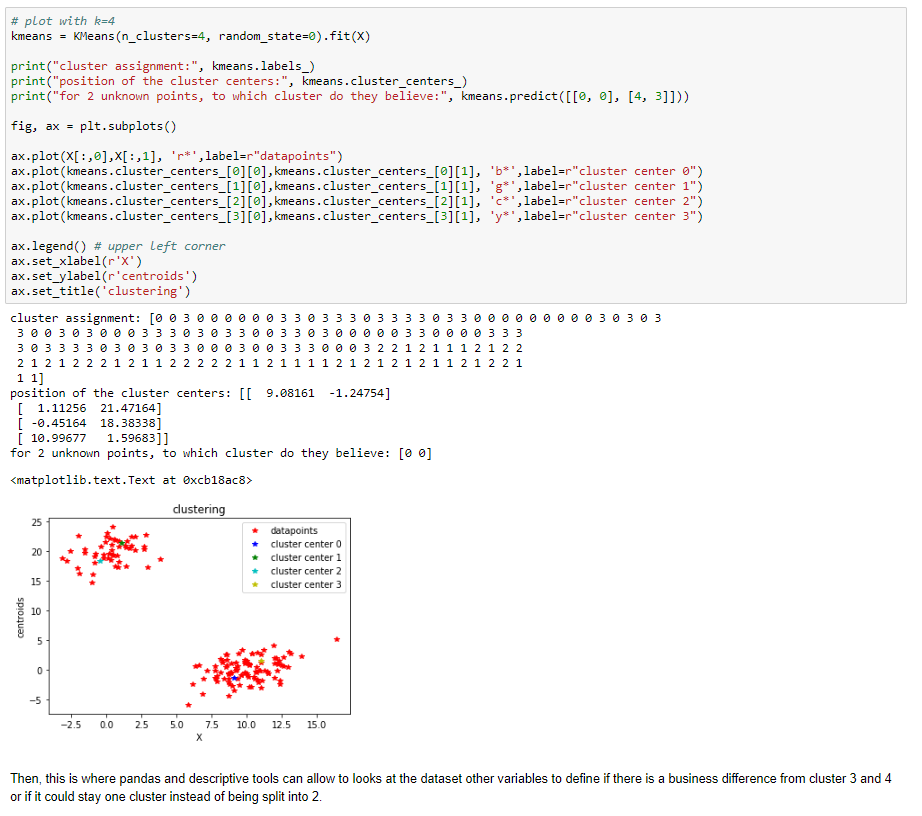 # plot with k=4
kmeans = KMeans(n_clusters=4, random_state=0).fit(X)
print("cluster assignment:", kmeans.labels_)
print("position of the cluster centers:", kmeans.cluster_centers_)
print("for 2 unknown points, to which cluster do they believe:", kmeans.predict([[0, 0], [4, 3]]))
fig, ax = plt.subplots()
ax.plot(X[:,0],X[:,1], 'r*',label=r"datapoints")
ax.plot(kmeans.cluster_centers_[0][0],kmeans.cluster_centers_[0][1], 'b*',label=r"cluster center 0")
ax.plot(kmeans.cluster_centers_[1][0],kmeans.cluster_centers_[1][1], 'g*',label=r"cluster center 1")
ax.plot(kmeans.cluster_centers_[2][0],kmeans.cluster_centers_[2][1], 'c*',label=r"cluster center 2")
ax.plot(kmeans.cluster_centers_[3][0],kmeans.cluster_centers_[3][1], 'y*',label=r"cluster center 3")
ax.legend() # upper left corner
ax.set_xlabel(r'X')
ax.set_ylabel(r'centroids')
ax.set_title('clustering')
cluster assignment: [0 0 3 0 0 0 0 0 0 3 3 0 3 3 3 0 3 3 3 3 0 3 3 0 0 0 0 0 0 0 0 0 3 0 3 0 3
3 0 0 3 0 3 0 0 0 3 3 3 0 3 0 3 3 0 0 3 3 0 3 0 0 0 0 0 3 3 0 0 0 0 3 3 3
3 0 3 3 3 3 0 3 0 3 0 3 3 0 0 0 3 0 0 3 3 3 0 0 0 3 2 2 1 2 1 1 1 2 1 2 2
2 1 2 1 2 2 2 1 2 1 1 2 2 2 2 2 1 1 2 1 1 1 1 2 1 2 1 2 1 2 1 1 2 1 2 2 1
1 1]
position of the cluster centers: [[ 9.08161 -1.24754]
[ 1.11256 21.47164]
[ -0.45164 18.38338]
[ 10.99677 1.59683]]
for 2 unknown points, to which cluster do they believe: [0 0]
<matplotlib.text.Text at 0xcb18ac8>
clustering
datapoints
cluster center 0
cluster center 1
cluster center 2
cluster center 3
25
20
15
10
5
0
−5
centroids
−2.5 0.0 2.5 5.0 7.5 10.0 12.5 15.0
X
Then, this is where pandas and descriptive tools can allow to looks at the dataset other variables to define if there is a business difference from cluster 3 and 4
or if it could stay one cluster instead of being split into 2.